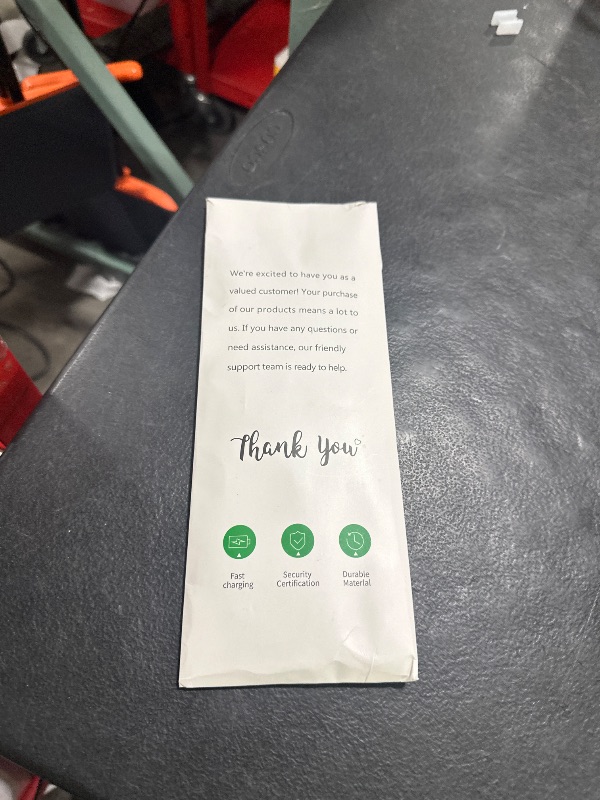 We're excited to have you as a
valued customer! Your purchase
of our products means a lot to
us. If you have any questions or
need assistance, our friendly
support team is ready to help.
Thank You
Fast
charging
Security
Certification
Durable
Material